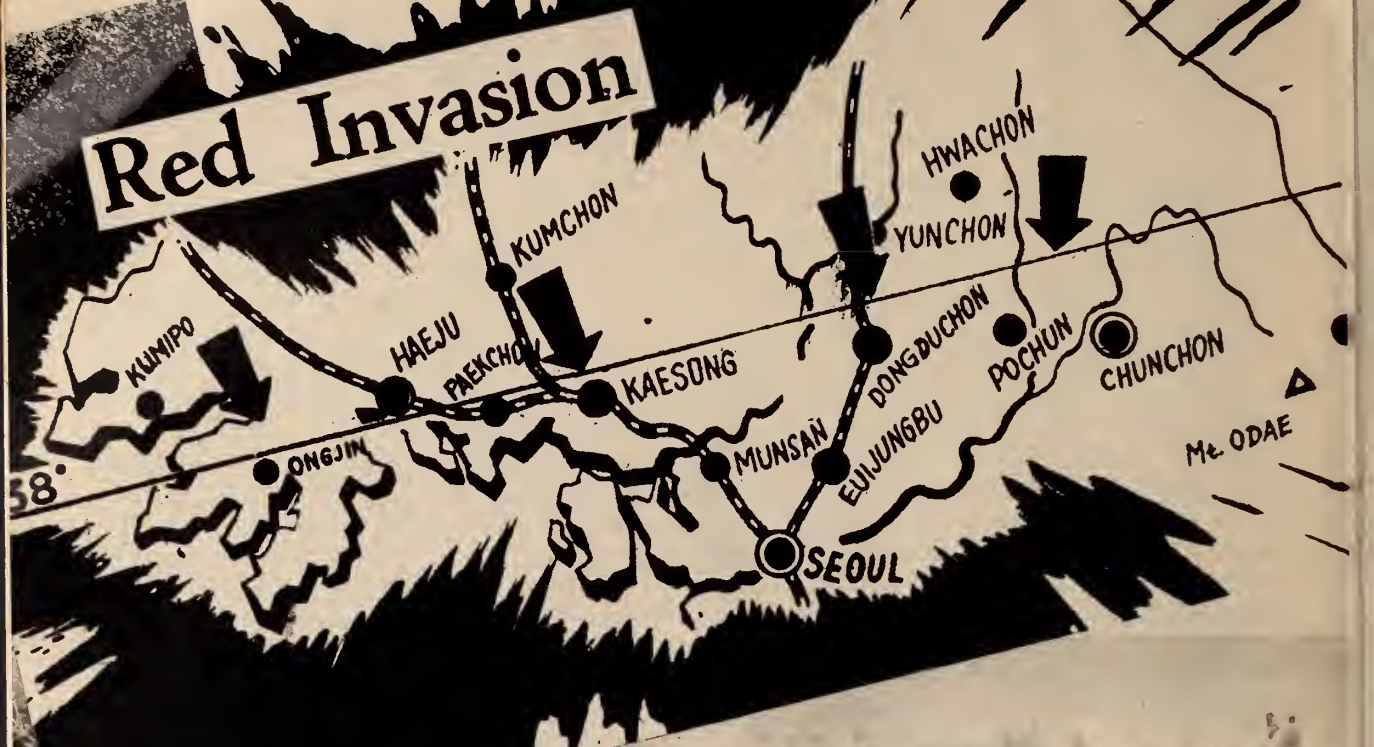 Red Invasion
HWACHON
KUMCHON
YUNCHON
KUMIPO
HAEJU
PAEKCHON
KAESONG
DONGDUCHON
POCHUN
CHUNCHON
38°
ONGJIN
MUNSAN
EUIJUNGBU
Mt. ODAE
SEOUL